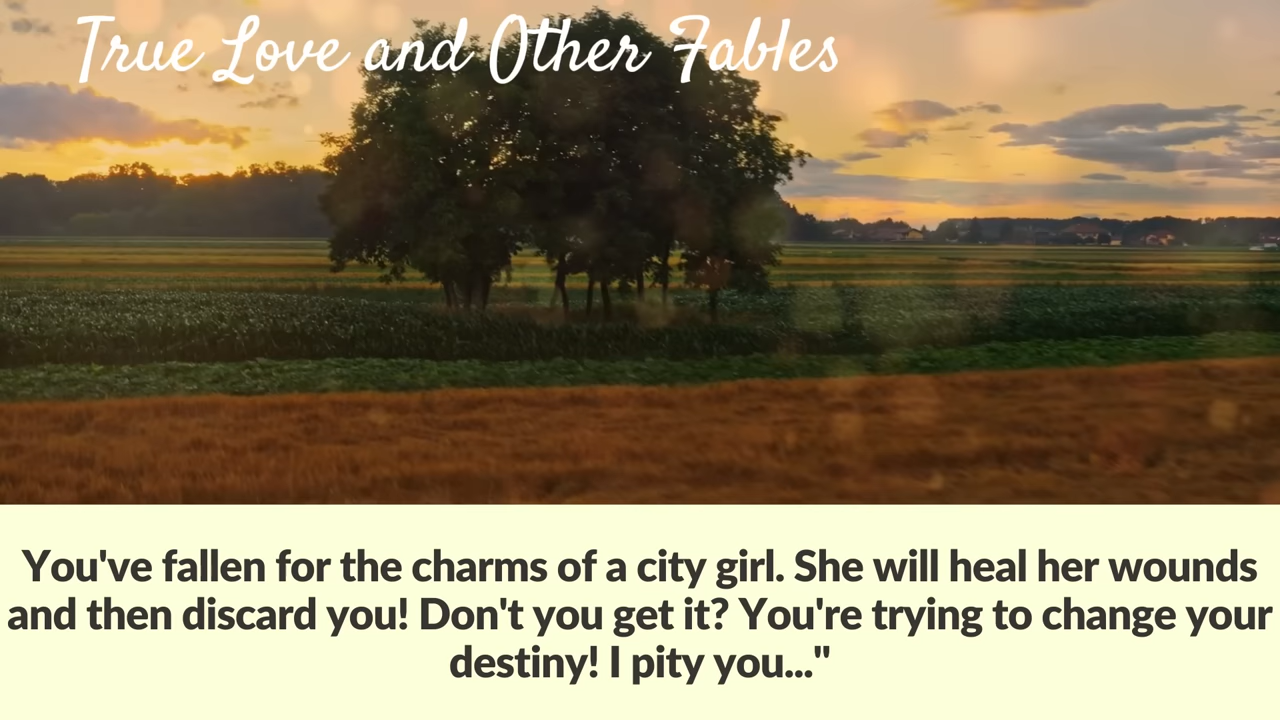 True Love and Other Fables
You've fallen for the charms of a city girl. She will heal her wounds
and then discard you! Don't you get it? You're trying to change your
destiny! I pity you..."